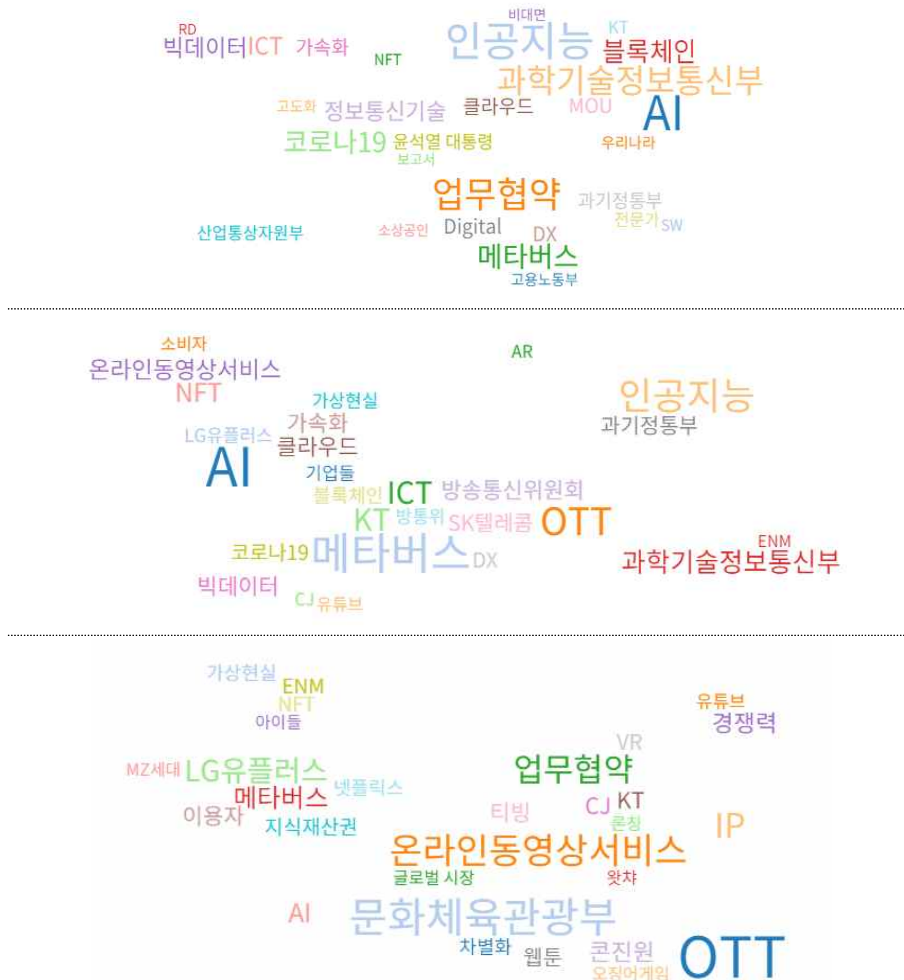 비대면
RD
인공지능 KT
빅데이터 ICT 가속화 블록체인
NFT
과학기술정보통신부
고도화 정보통신기술 클라우드 MOU AI
코로나19 윤석열 대통령 우리나라
보고서
업무협약 과기정통부
산업통상자원부 소상공인 Digital DX 전문가 SW
메타버스
고용노동부
소비자 AR
온라인동영상서비스
NFT 가상현실 인공지능
LG유플러스 가속화 과기정통부
클라우드
AI 기업들
블록체인 ICT 방송통신위원회
KT 방통위 SK텔레콤 OTT
코로나19 메타버스 DX ENM
과학기술정보통신부
빅데이터
CJ 유튜브
가상현실 ENM
NFT 유튜브
아이들 경쟁력
VR
MZ세대 LG유플러스 업무협약
메타버스 넷플릭스
이용자 티빙 CJ KT
지식재산권 론칭 IP
온라인동영상서비스
글로벌 시장 왓챠
AI 문화체육관광부
차별화 웹툰 콘진원 OTT
오징어게임